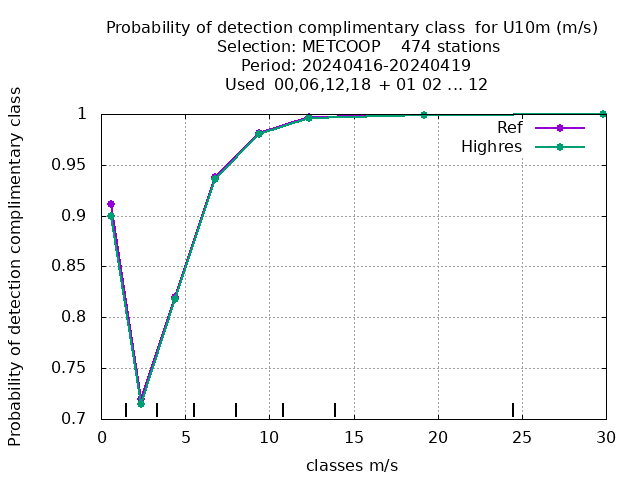 Probability of detection complimentary class  for U10m (m/s)
Selection: METCOOP    474 stations
Period: 20240416-20240419
Used  00,06,12,18  + 01 02 ... 12
Probability of detection complimentary class
1
0.95
0.9
0.85
0.8
0.75
0.7
Ref
Highres
0 5 10 15 20 25 30
classes m/s